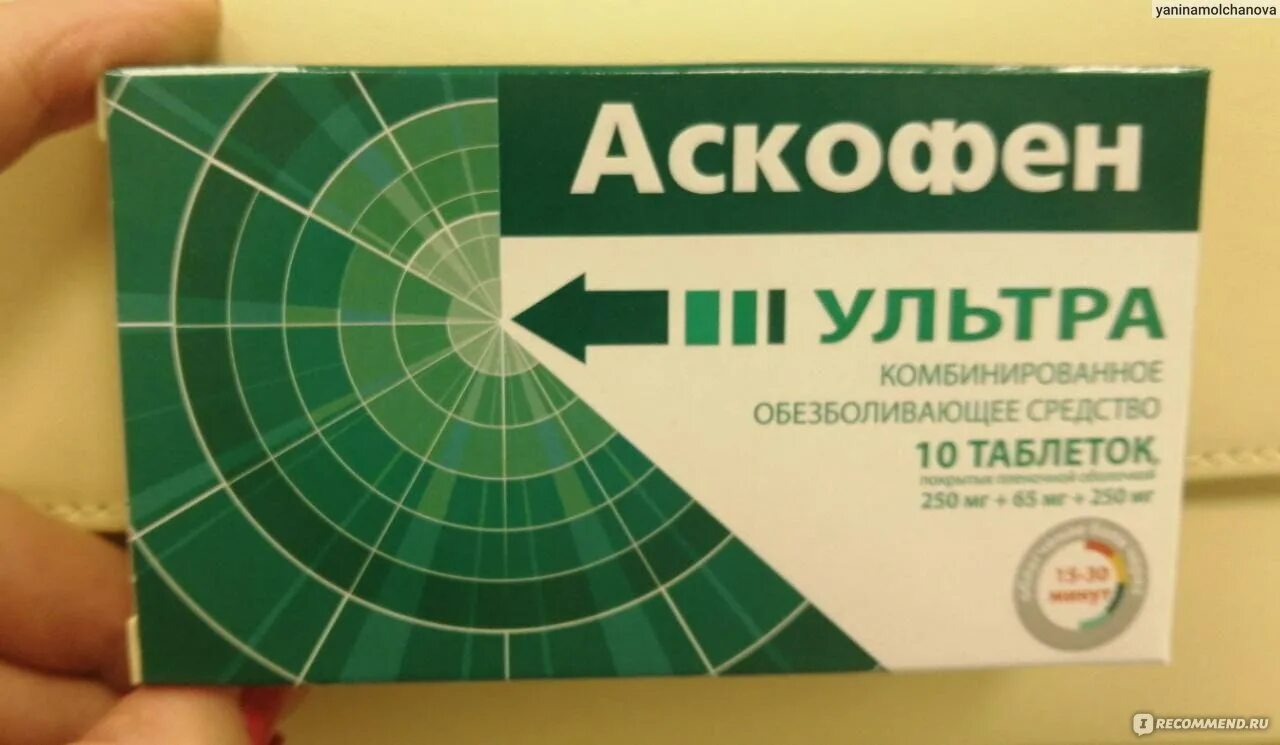 yaninamolchanova
Аскофен
УЛЬТРА
КОМБИНИРОВАННОЕ
ОБЕЗБОЛИВАЮЩЕЕ СРЕДСТВО
10 ТАБЛЕТОК,
покрытых пленочной оболочкой
250 мг + 65 мг + 250 мг
15-30
минут
IRECOMMEND.RU